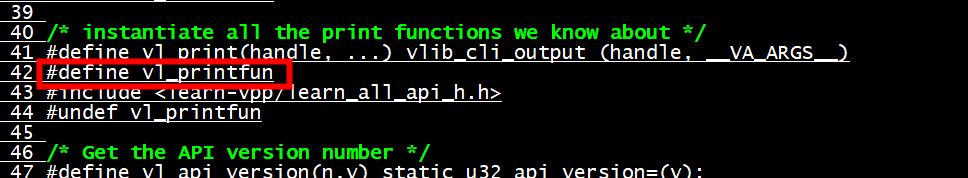 39
40 /* instantiate all the print functions we know about */
41 #define vl_print(handle, ...) vlib_cli_output (handle, __VA_ARGS__)
42 #define vl_printfun
43 #include <learn-vpp/learn_all_api_h.h>
44 #undef vl_printfun
45
46 /* Get the API version number */
47 #define vl_api_version(n,v) static u32 api_version=(v);